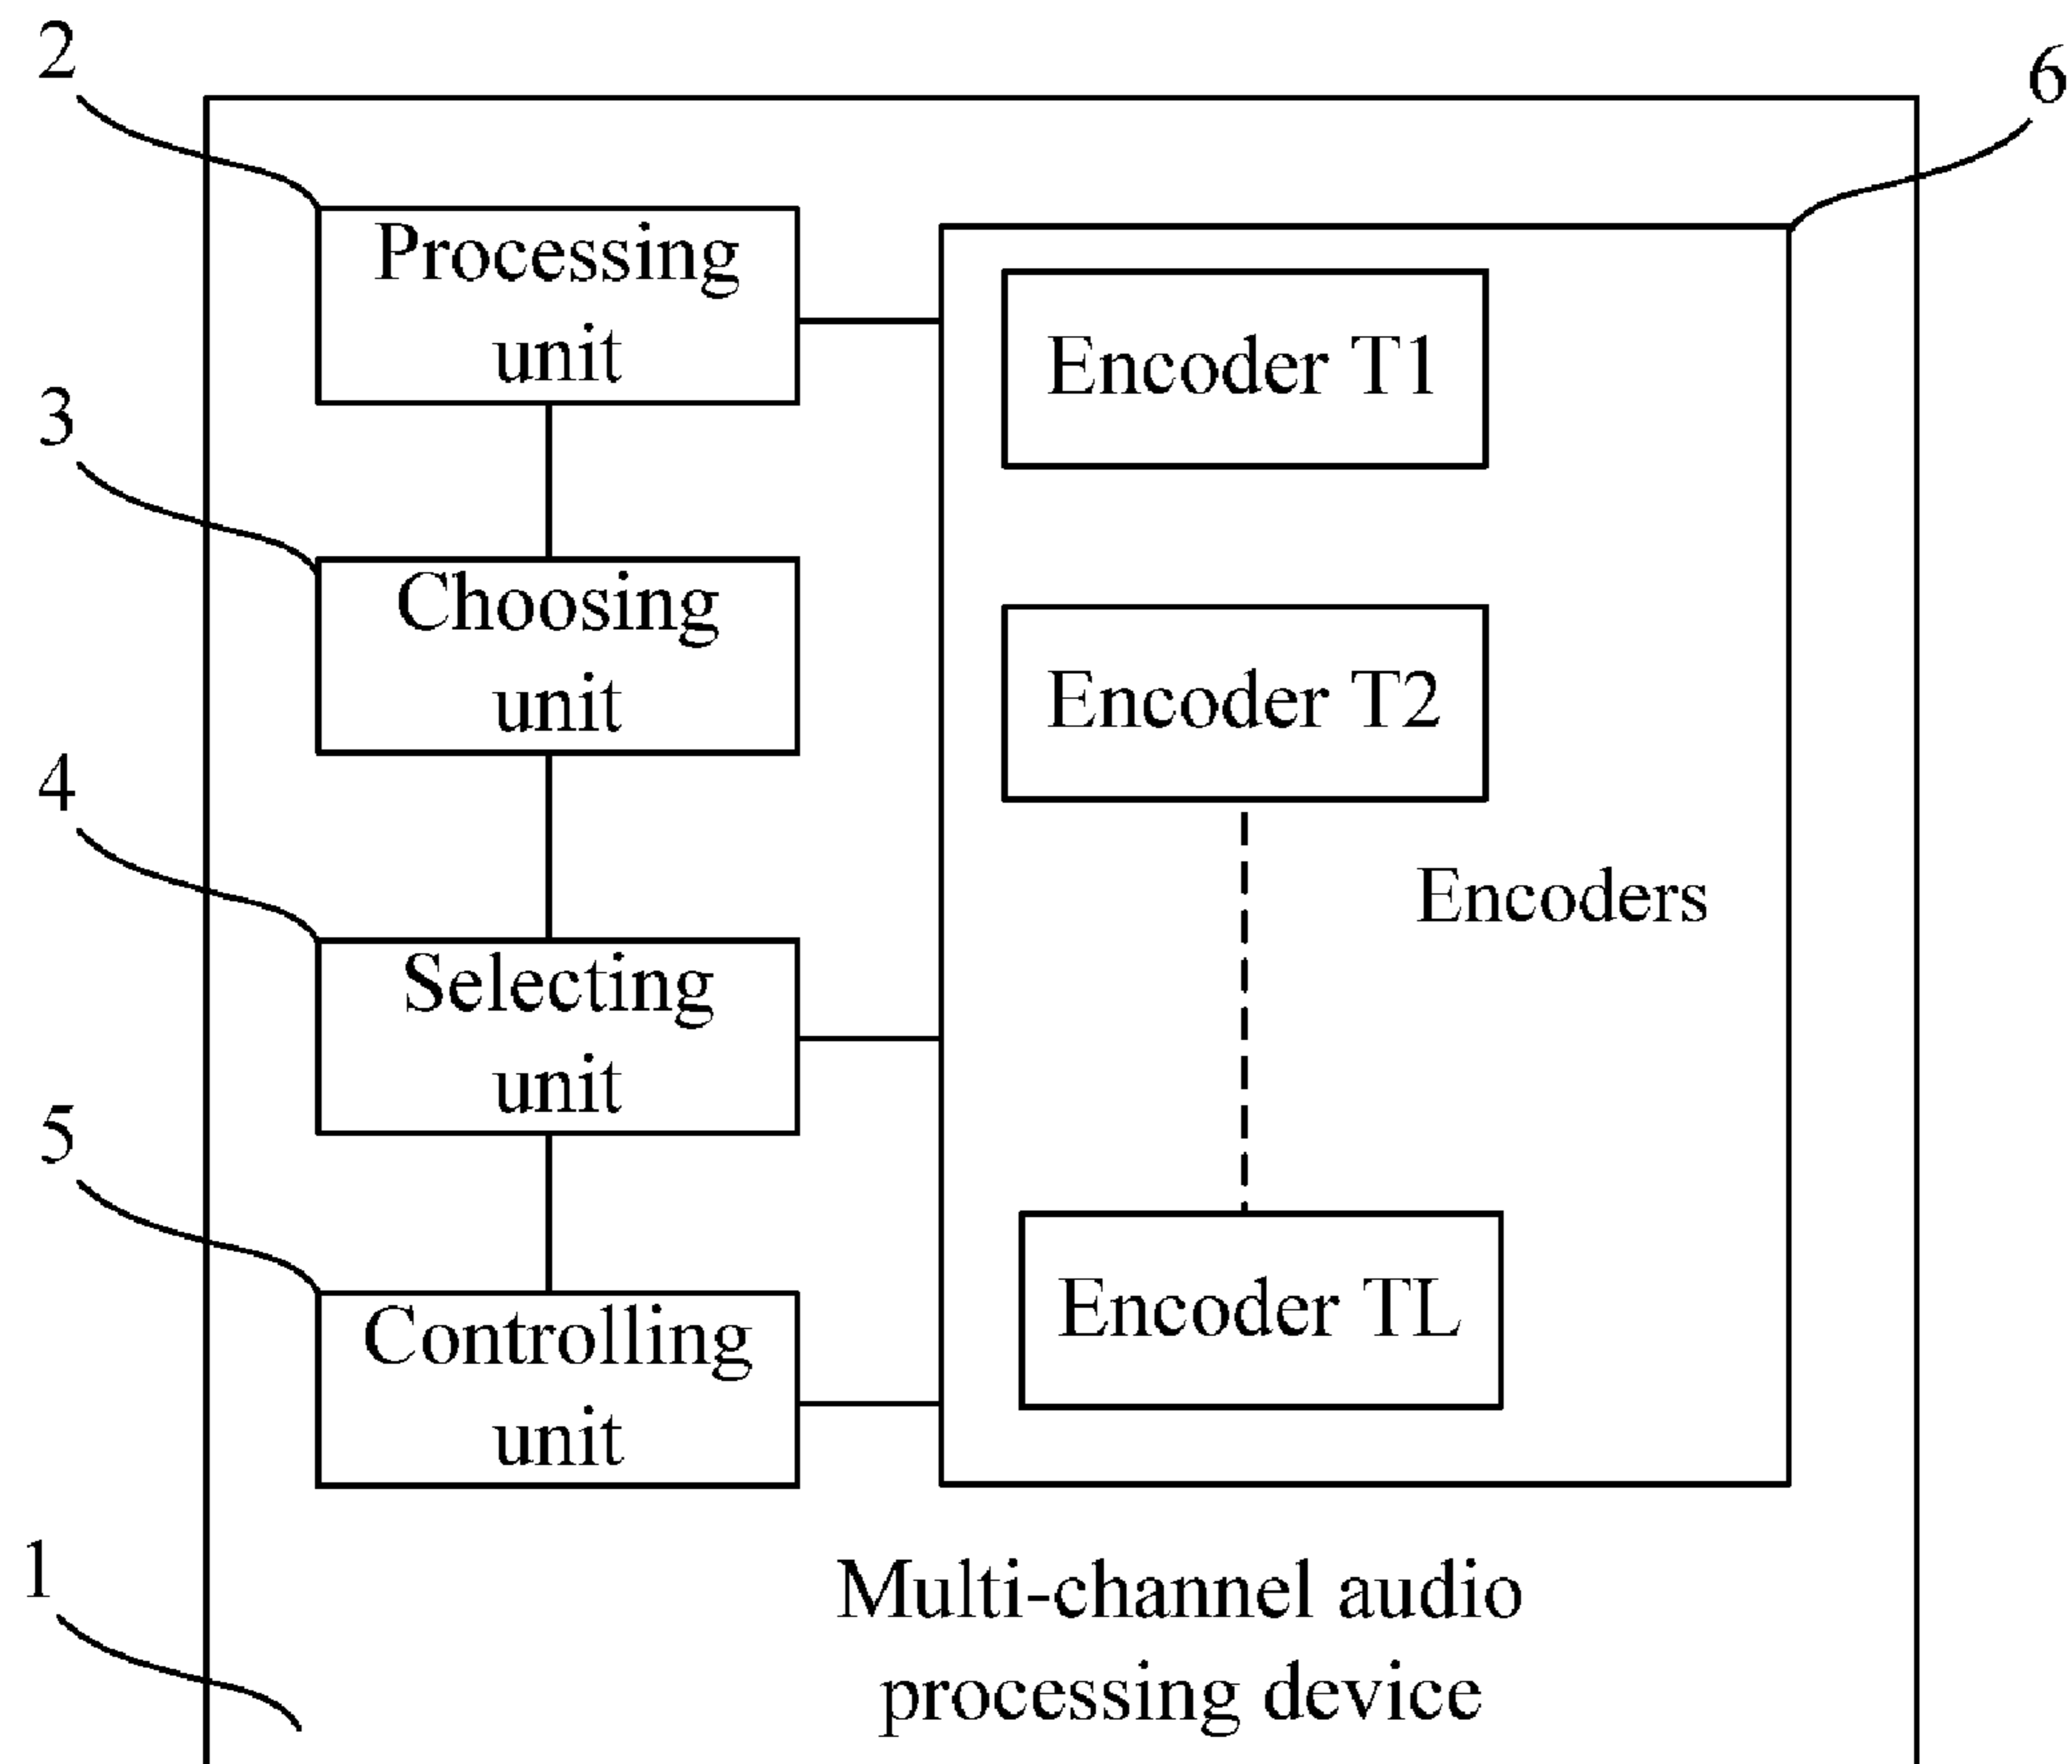 2
6
Processing
unit
Encoder T1
3
Choosing
unit
Encoder T2
4
Encoders
Selecting
unit
5
Encoder TL
Controlling
unit
1
Multi-channel audio
processing device